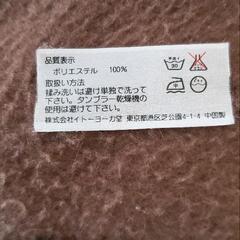 品質表示
ポリエステル 100%
取扱い方法
揉み洗いは避け単独で洗って
下さい。タンブラー乾燥機の
使用はお避け下さい。
株式会社イトーヨーカ堂 東京都港区芝公園4-1-4 中国製